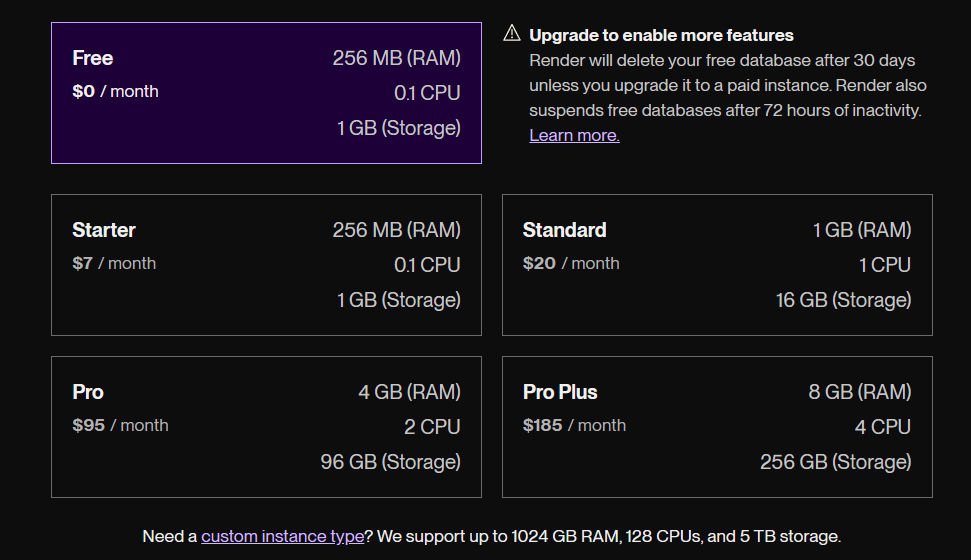 Free
256 MB (RAM)
$0 / month
0.1 CPU
1 GB (Storage)
Upgrade to enable more features
Render will delete your free database after 30 days
unless you upgrade it to a paid instance. Render also
suspends free databases after 72 hours of inactivity.
Learn more.
Starter
256 MB (RAM)
$7 / month
0.1 CPU
1 GB (Storage)
Standard
1 GB (RAM)
$20 / month
1 CPU
16 GB (Storage)
Pro
4 GB (RAM)
$95 / month
2 CPU
96 GB (Storage)
Pro Plus
8 GB (RAM)
$185 / month
4 CPU
256 GB (Storage)
Need a custom instance type? We support up to 1024 GB RAM, 128 CPUs, and 5 TB storage.